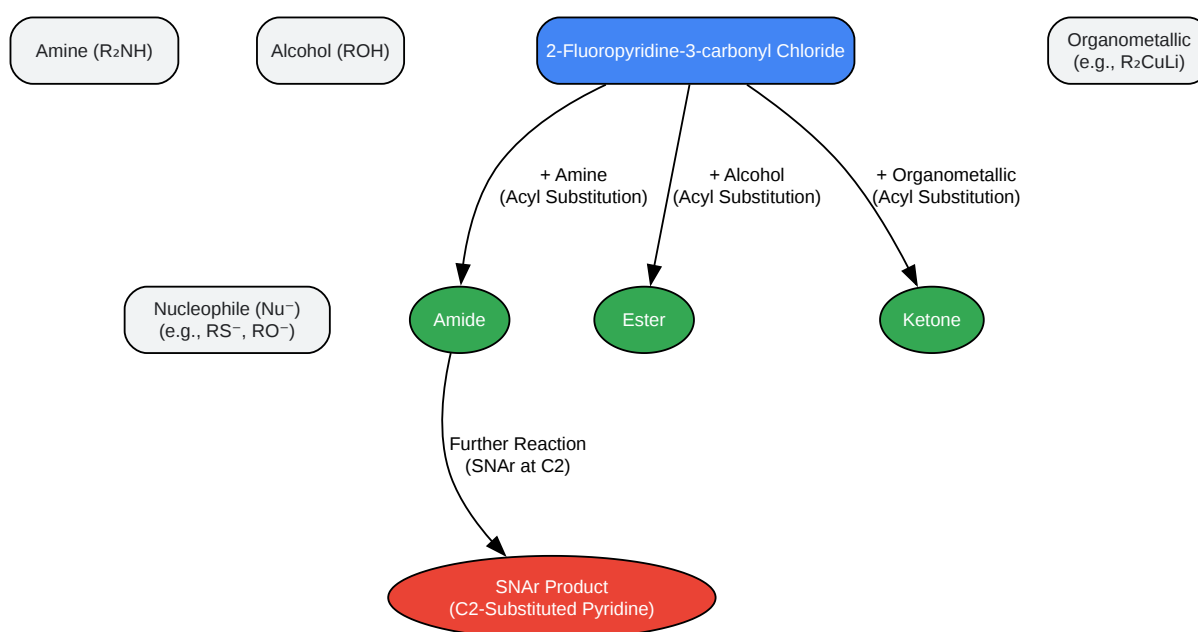 Amine (R₂NH)
Alcohol (ROH)
2-Fluoropyridine-3-carbonyl Chloride
Organometallic
(e.g., R₂CuLi)
+ Amine
(Acyl Substitution)
+ Alcohol
(Acyl Substitution)
+ Organometallic
(Acyl Substitution)
Nucleophile (Nu⁻)
(e.g., RS⁻, RO⁻)
Amide
Ester
Ketone
Further Reaction
(SNAr at C2)
SNAr Product
(C2-Substituted Pyridine)